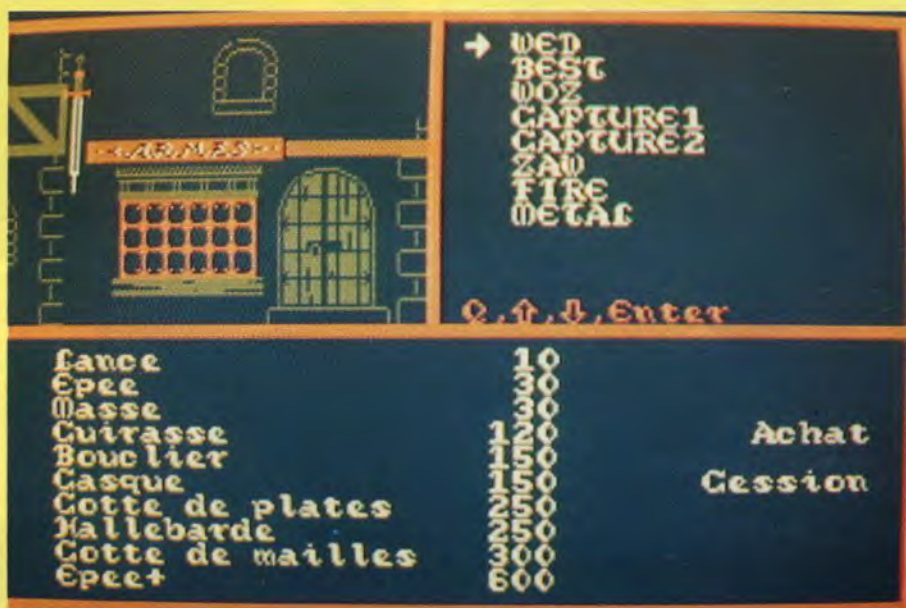 -<ARMES>-
→ WED
BEST
WOZ
CAPTURE1
CAPTURE2
ZAW
FIRE
METAL
Q,⇧,⇩,Enter
Lance 10
Epee 30
Masse 30
Cuirasse 120
Bouclier 150
Casque 150
Cotte de plates 250
Hallebarde 250
Cotte de mailles 300
Epee+ 600
Achat
Cession